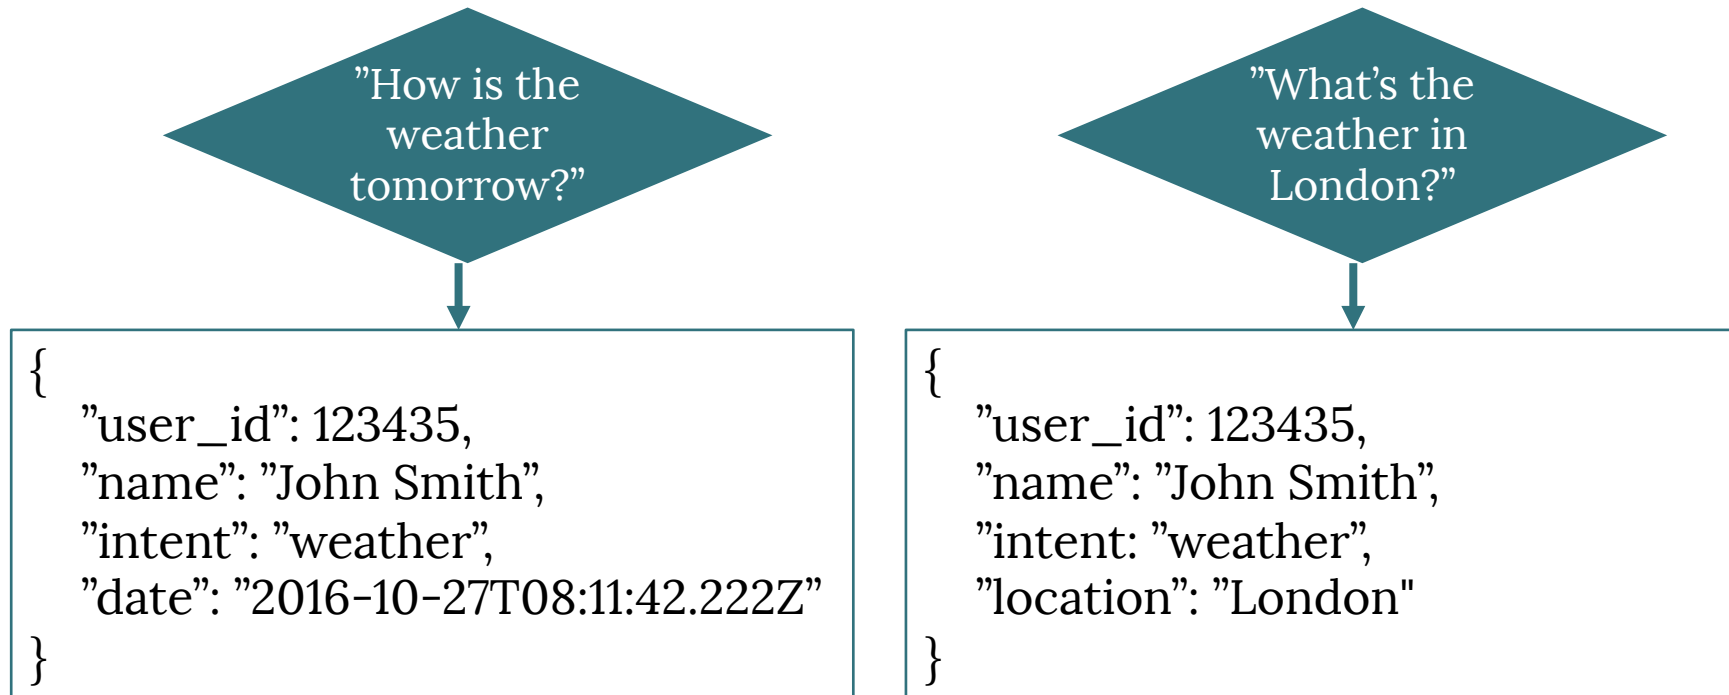 ”How is the
weather
tomorrow?”
{
”user_id”: 123435,
”name”: ”John Smith”,
”intent”: ”weather”,
”date”: ”2016-10-27T08:11:42.222Z”
}
”What’s the
weather in
London?”
{
”user_id”: 123435,
”name”: ”John Smith”,
”intent: ”weather”,
”location”: ”London"
}